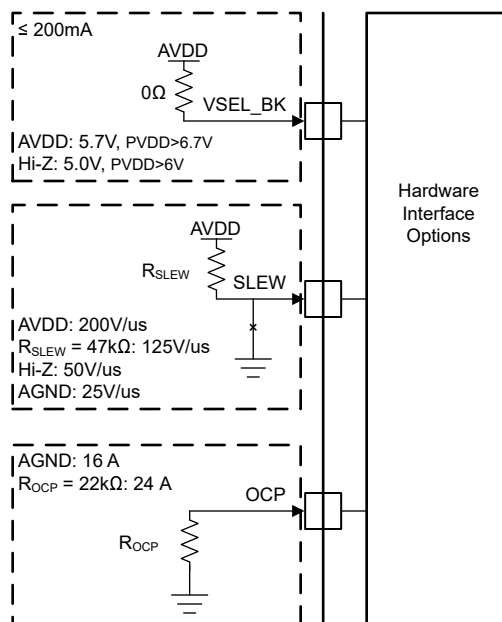 ≤ 200mA
AVDD
0Ω
VSEL_BK
AVDD: 5.7V, PVDD>6.7V
Hi-Z: 5.0V, PVDD>6V
Hardware
Interface
Options
AVDD
RSLEW
SLEW
AVDD: 200V/us
RSLEW = 47kΩ: 125V/us
Hi-Z: 50V/us
AGND: 25V/us
AGND: 16 A
ROCP = 22kΩ: 24 A
OCP
ROCP